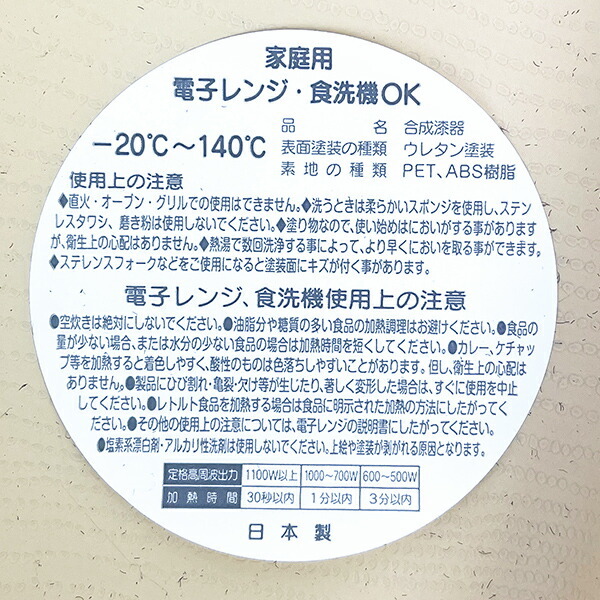 家庭用
電子レンジ・食洗機OK
−20℃〜140℃
品名 合成漆器
表面塗装の種類 ウレタン塗装
素地の種類 PET、ABS樹脂
使用上の注意
◆直火・オーブン・グリルでの使用はできません。◆洗うときは柔らかいスポンジを使用し、ステン
レスタワシ、磨き粉は使用しないでください。◆塗り物なので、使い始めはにおいがする事があります
が、衛生上の心配はありません。◆熱湯で数回洗浄する事によって、より早くにおいを取る事ができます。
◆ステンレスフォークなどをご使用になると塗装面にキズが付く事があります。
電子レンジ、食洗機使用上の注意
●空炊きは絶対にしないでください。●油脂分や糖質の多い食品の加熱調理はお避けください。●食品の
量が少ない場合、または水分の少ない食品の場合は加熱時間を短くしてください。●カレー、ケチャッ
プ等を加熱すると着色しやすく、酸性のものは色落ちしやすいことがあります。但し、衛生上の心配は
ありません。●製品にひび割れ・亀裂・欠け等が生じたり、著しく変形した場合は、すぐに使用を中止
してください。●レトルト食品を加熱する場合は食品に明示された加熱の方法にしたがってく
ださい。●その他の使用上の注意については、電子レンジの説明書にしたがってください。
●塩素系漂白剤・アルカリ性洗剤は使用しないでください。上絵や塗装が剥がれる原因となります。
定格高周波出力 1100W以上 1000〜700W 600〜500W
加熱時間 30秒以内 1分以内 3分以内
日本製